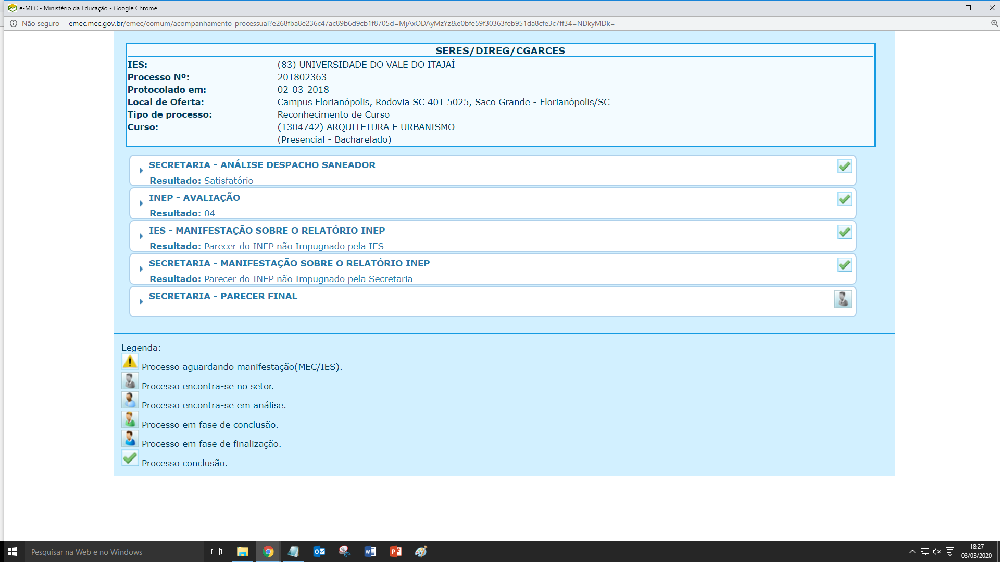 e-MEC - Ministério da Educação - Google Chrome
Não seguro | emec.mec.gov.br/emec/comum/acompanhamento-processual?e268fba8e236c47ac89b6d9cb1f8705d=MjAxODAyMzYz&e0bfe59f30363feb951da8cfe3c7ff34=NDkyMDk=
SERES/DIREG/CGARCES
IES: (83) UNIVERSIDADE DO VALE DO ITAJAÍ-
Processo Nº: 201802363
Protocolado em: 02-03-2018
Local de Oferta: Campus Florianópolis, Rodovia SC 401 5025, Saco Grande - Florianópolis/SC
Tipo de processo: Reconhecimento de Curso
Curso: (1304742) ARQUITETURA E URBANISMO
(Presencial - Bacharelado)
SECRETARIA - ANÁLISE DESPACHO SANEADOR
Resultado: Satisfatório
INEP - AVALIAÇÃO
Resultado: 04
IES - MANIFESTAÇÃO SOBRE O RELATÓRIO INEP
Resultado: Parecer do INEP não Impugnado pela IES
SECRETARIA - MANIFESTAÇÃO SOBRE O RELATÓRIO INEP
Resultado: Parecer do INEP não Impugnado pela Secretaria
SECRETARIA - PARECER FINAL
Legenda:
Processo aguardando manifestação(MEC/IES).
Processo encontra-se no setor.
Processo encontra-se em análise.
Processo em fase de conclusão.
Processo em fase de finalização.
Processo conclusão.
Pesquisar na Web e no Windows
18:27
03/03/2020